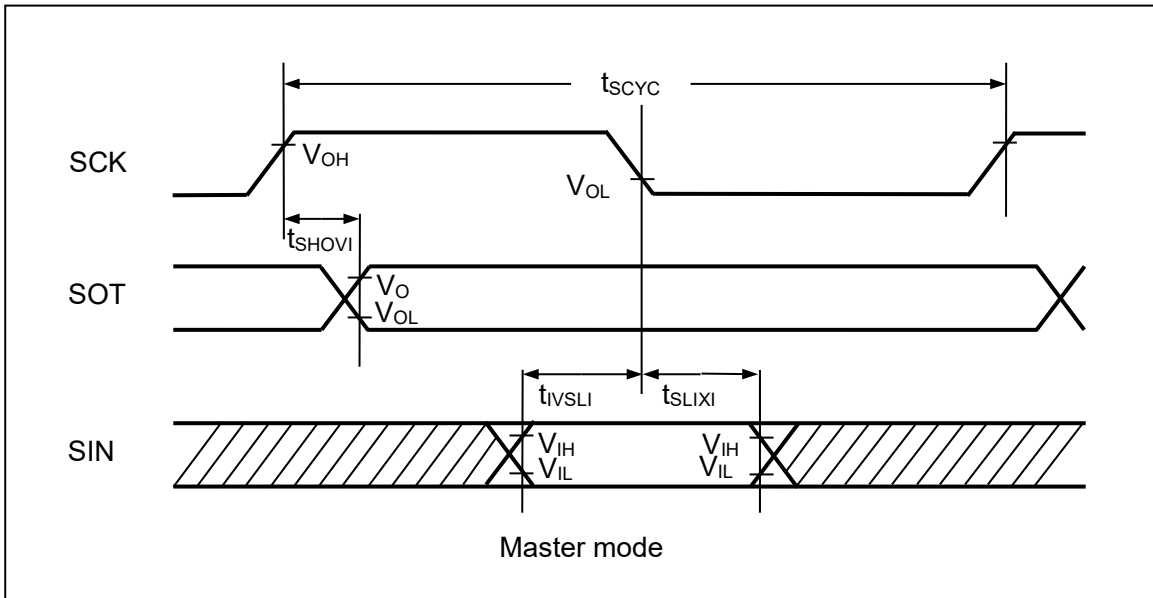 tSCYC
SCK
VOH
VOL
tSHOVI
SOT
VO
VOL
tIVSLI
tSLIXI
SIN
VIH
VIH
VIL
VIL
Master mode